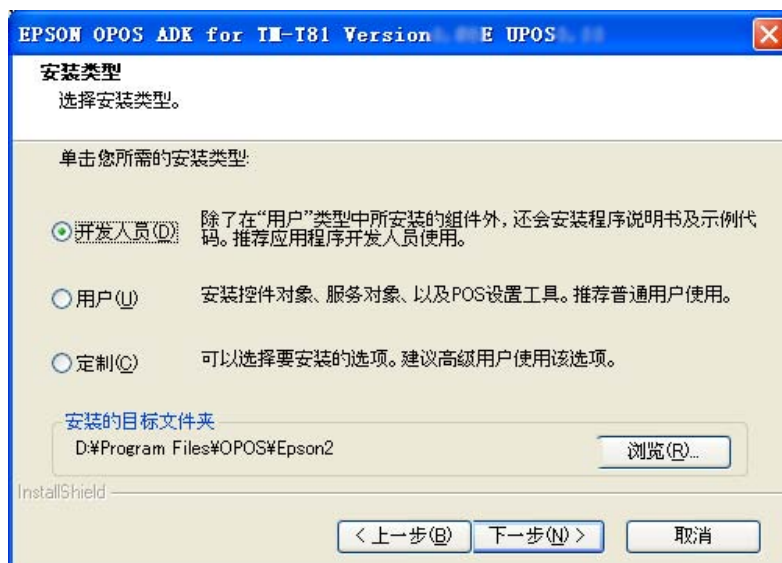 EPSON OPOS ADK for TM-T81 Version E UPOS
安装类型
选择安装类型。
单击您所需的安装类型:
开发人员(D)
除了在“用户”类型中所安装的组件外，还会安装程序说明书及示例代
码。推荐应用程序开发人员使用。
用户(U)
安装控件对象、服务对象、以及POS设置工具。推荐普通用户使用。
定制(C)
可以选择要安装的选项。建议高级用户使用该选项。
安装的目标文件夹
D:¥Program Files¥OPOS¥Epson2
浏览(R)...
InstallShield
< 上一步(B)
下一步(N) >
取消